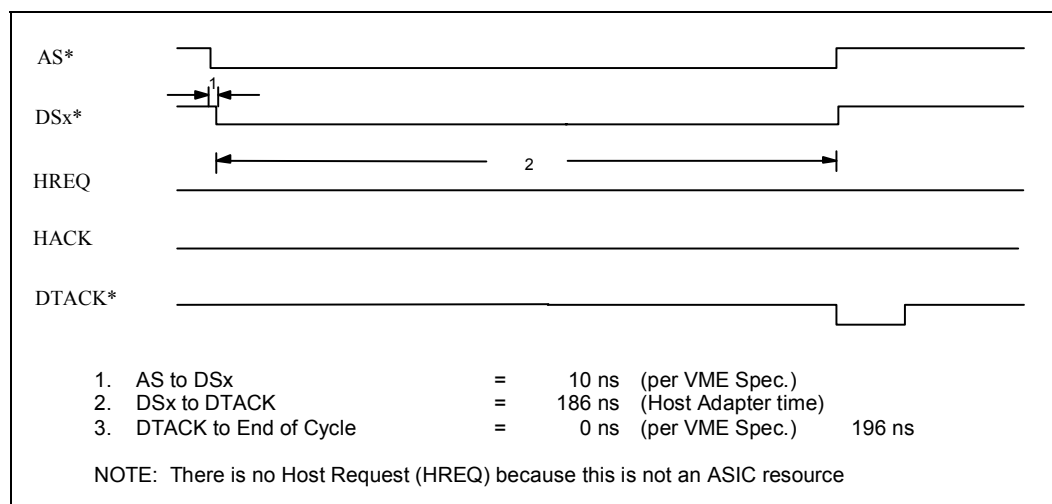 AS*
1
DSx*
2
HREQ
HACK
DTACK*
1. AS to DSx = 10 ns (per VME Spec.)
2. DSx to DTACK = 186 ns (Host Adapter time)
3. DTACK to End of Cycle = 0 ns (per VME Spec.) 196 ns
NOTE: There is no Host Request (HREQ) because this is not an ASIC resource